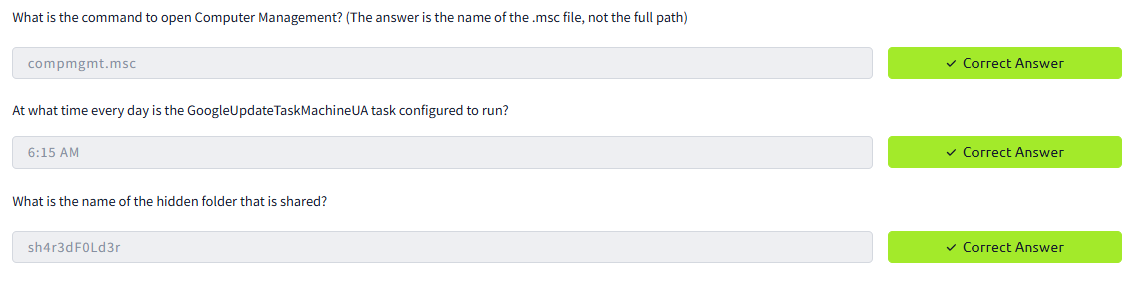 What is the command to open Computer Management? (The answer is the name of the .msc file, not the full path)
compmgmt.msc
✓ Correct Answer
At what time every day is the GoogleUpdateTaskMachineUA task configured to run?
6:15 AM
✓ Correct Answer
What is the name of the hidden folder that is shared?
sh4r3dF0Ld3r
✓ Correct Answer